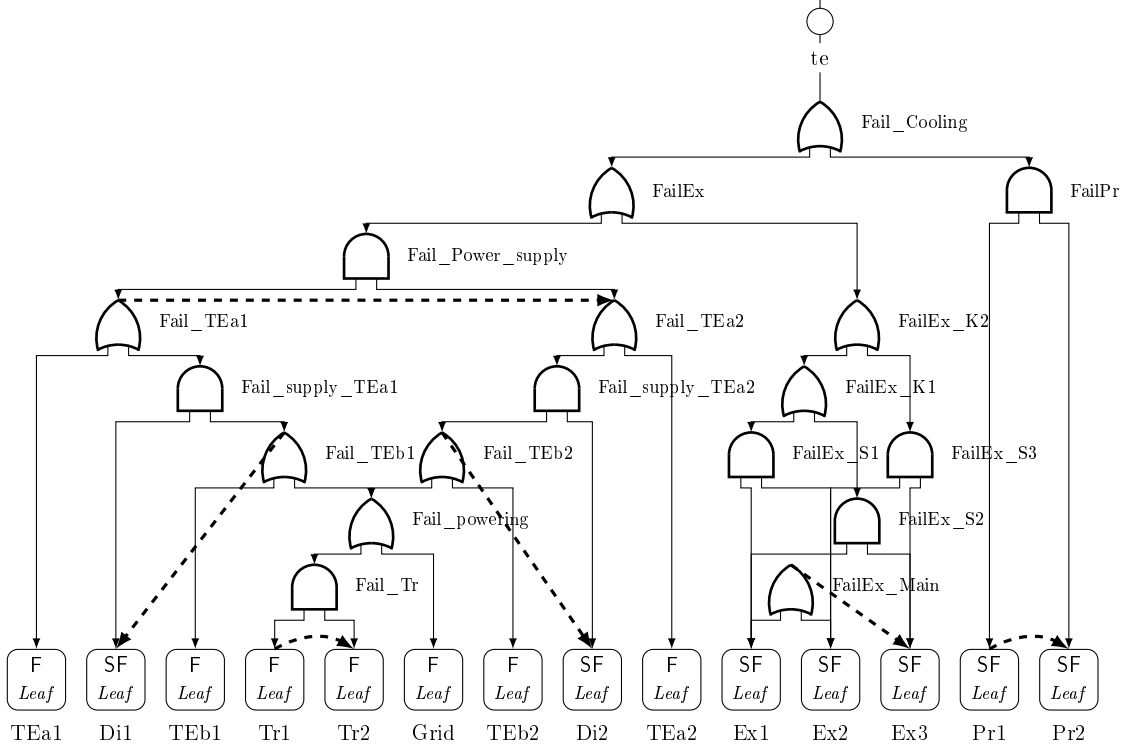 te
Fail_Cooling
FailEx
FailPr
Fail_Power_supply
Fail_TEa1
Fail_TEa2
FailEx_K2
Fail_supply_TEa1
Fail_supply_TEa2
FailEx_K1
Fail_TEb1
Fail_TEb2
FailEx_S1
FailEx_S3
Fail_powering
FailEx_S2
Fail_Tr
FailEx_Main
F SF F F F F F SF F SF SF SF SF SF
Leaf Leaf Leaf Leaf Leaf Leaf Leaf Leaf Leaf Leaf Leaf Leaf Leaf Leaf
TEa1 Di1 TEb1 Tr1 Tr2 Grid TEb2 Di2 TEa2 Ex1 Ex2 Ex3 Pr1 Pr2